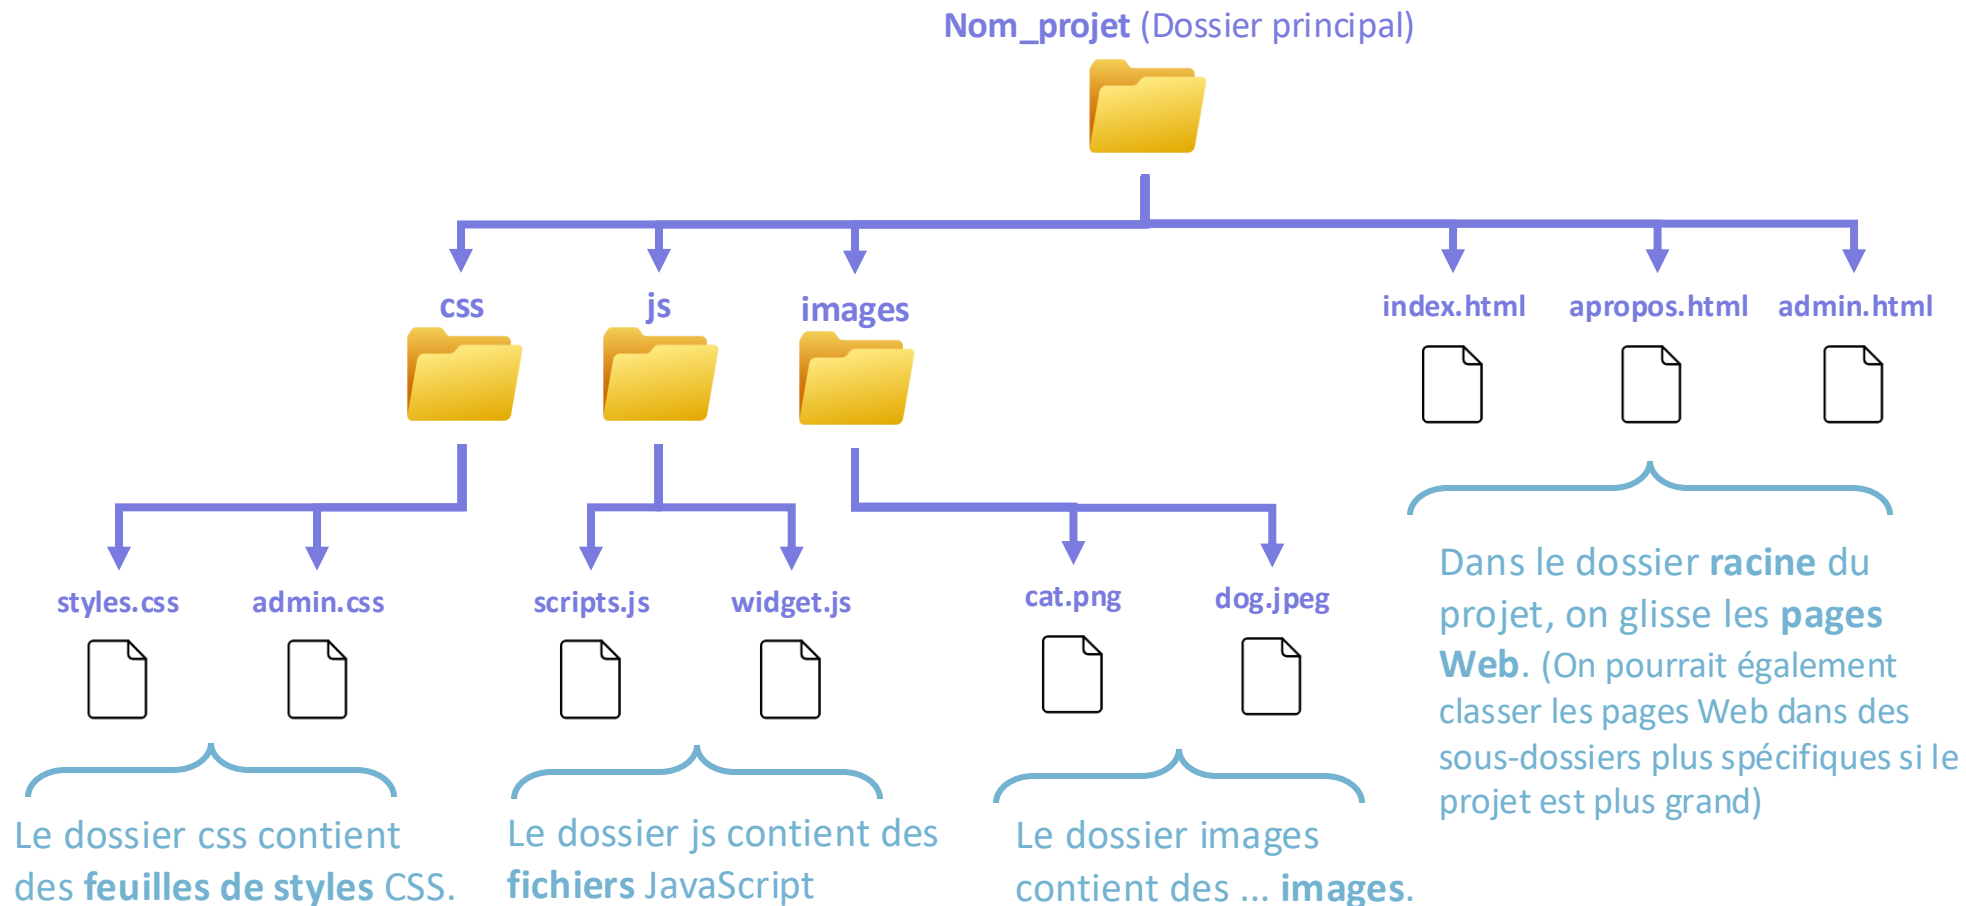 Nom_projet (Dossier principal)
css
js
images
index.html
apropos.html
admin.html
styles.css
admin.css
scripts.js
widget.js
cat.png
dog.jpeg
Dans le dossier racine du
projet, on glisse les pages
Web. (On pourrait également
classer les pages Web dans des
sous-dossiers plus spécifiques si le
projet est plus grand)
Le dossier css contient
des feuilles de styles CSS.
Le dossier js contient des
fichiers JavaScript
Le dossier images
contient des ... images.